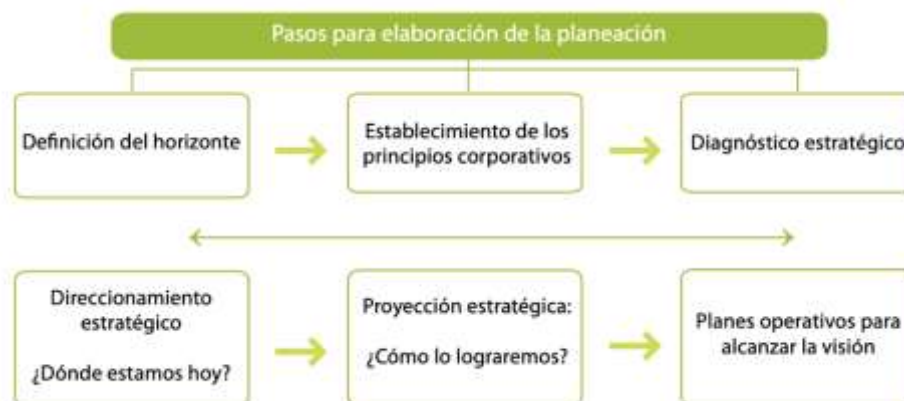 Pasos para elaboración de la planeación
Definición del horizonte
Establecimiento de los
principios corporativos
Diagnóstico estratégico
Direccionamiento
estratégico
¿Dónde estamos hoy?
Proyección estratégica:
¿Cómo lo lograremos?
Planes operativos para
alcanzar la visión